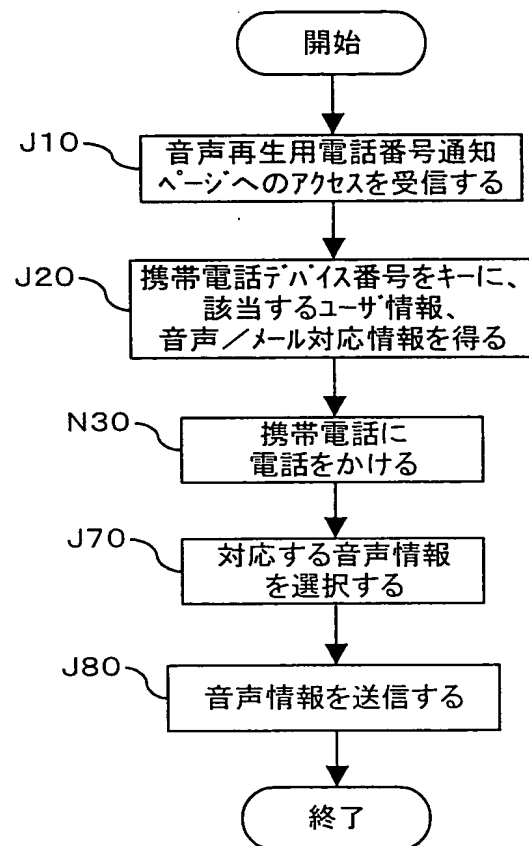 開始
J10
音声再生用電話番号通知
ページへのアクセスを受信する
J20
携帯電話デバイス番号をキーに、
該当するユーザ情報、
音声／メール対応情報を得る
N30
携帯電話に
電話をかける
J70
対応する音声情報
を選択する
J80
音声情報を送信する
終了